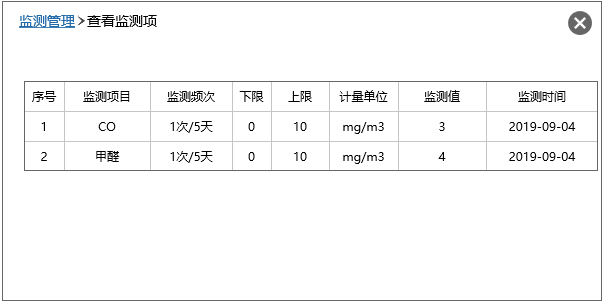 监测管理>查看监测项
序号 监测项目 监测频次 下限 上限 计量单位 监测值 监测时间
1 CO 1次/5天 0 10 mg/m3 3 2019-09-04
2 甲醛 1次/5天 0 10 mg/m3 4 2019-09-04